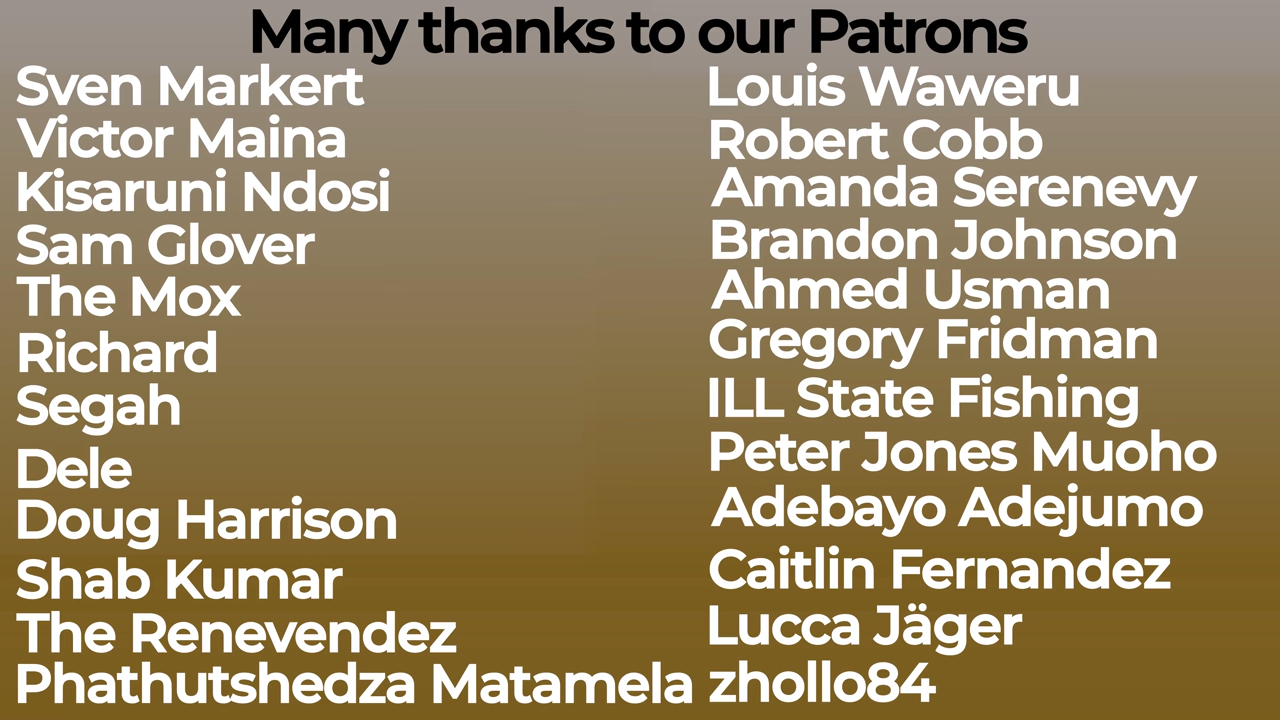 Many thanks to our Patrons
Sven Markert
Victor Maina
Kisaruni Ndosi
Sam Glover
The Mox
Richard
Segah
Dele
Doug Harrison
Shab Kumar
The Renevendez
Phathutshedza Matamela
Louis Waweru
Robert Cobb
Amanda Serenevy
Brandon Johnson
Ahmed Usman
Gregory Fridman
ILL State Fishing
Peter Jones Muoho
Adebayo Adejumo
Caitlin Fernandez
Lucca Jäger
zhollo84